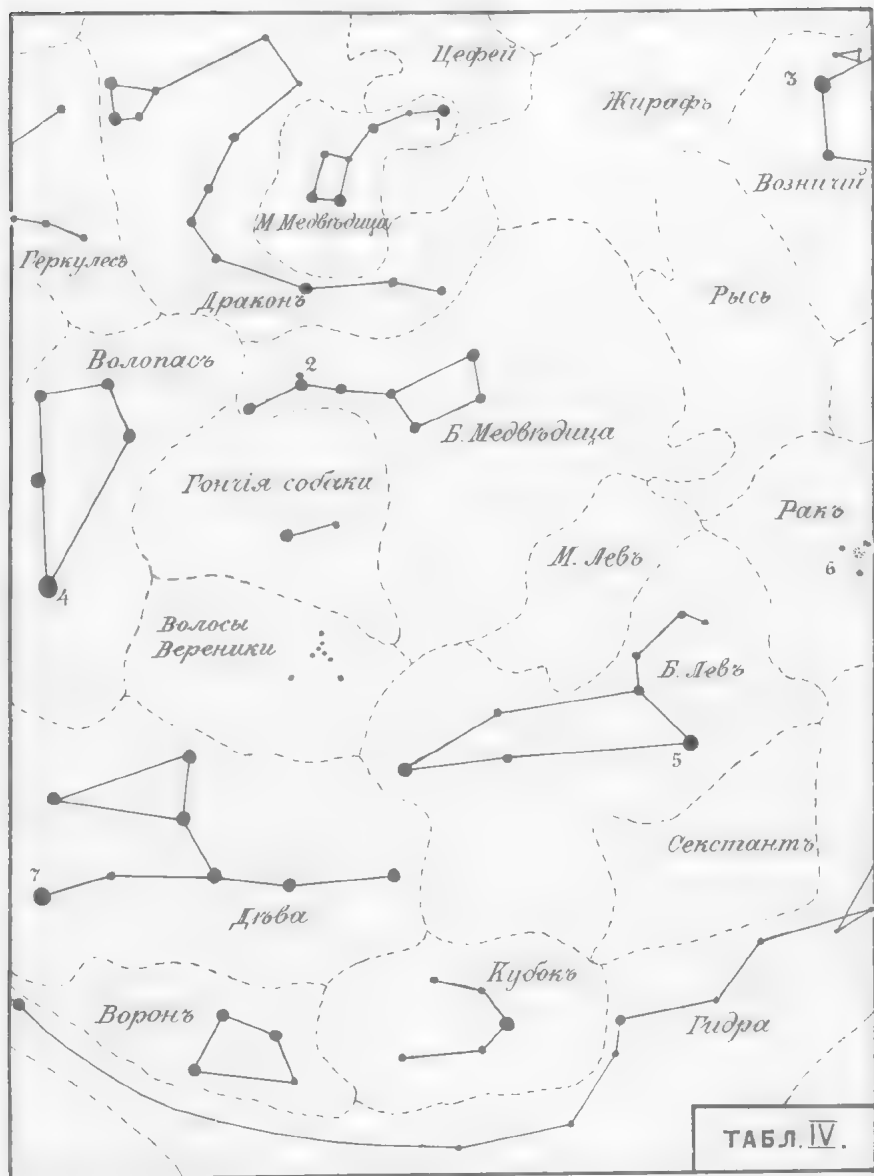 Цефей
1
Жирафъ
3
Возничій
М. Медвѣдица
Геркулесъ
Драконъ
Рысь
Волопасъ
2
Б. Медвѣдица
Гончія собаки
Ракъ
6
М. Левъ
4
Волосы
Вереники
Б. Левъ
5
Секстантъ
7
Дѣва
Кубокъ
Воронъ
Гидра
ТАБЛ. IV.